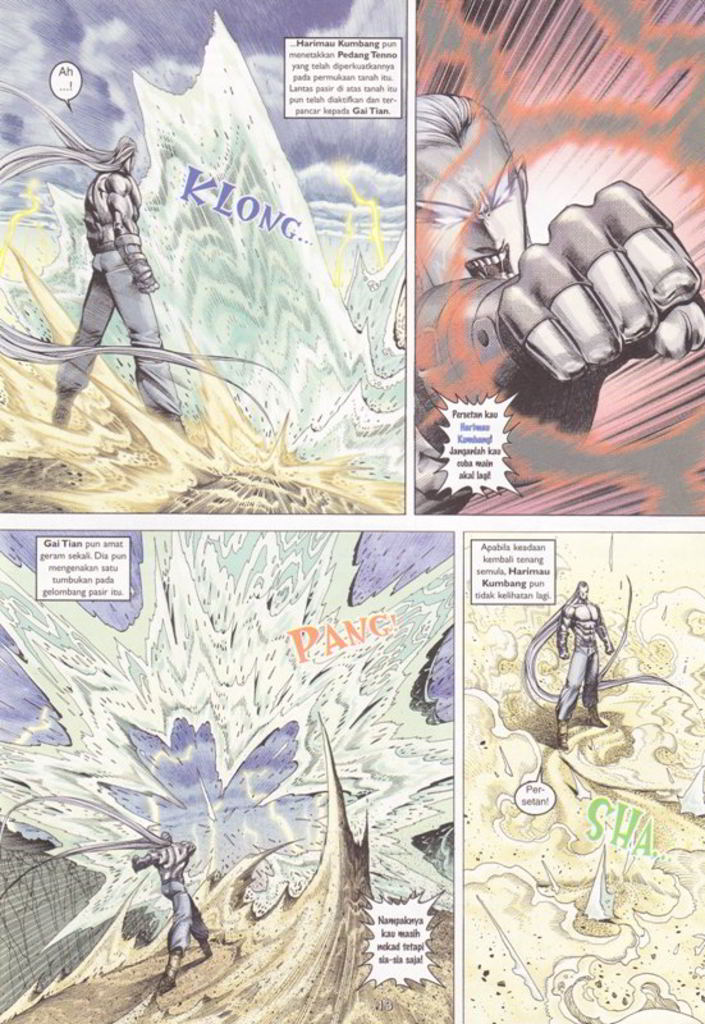 Ah
...!
...Harimau Kumbang pun
menetakkan Pedang Tenno
yang telah diperkuatkannya
pada permukaan tanah itu.
Lantas pasir di atas tanah itu
pun telah diaktifkan dan ter-
pancar kepada Gai Tian.
KLONG...
Persetan kau
Harimau
Kumbang!
Janganlah kau
cuba main
akal lagi!
Gai Tian pun amat
geram sekali. Dia pun
mengenakan satu
tumbukan pada
gelombang pasir itu.
PANG!
Nampaknya
kau masih
nekad tetapi
sia-sia saja!
Apabila keadaan
kembali tenang
semula, Harimau
Kumbang pun
tidak kelihatan lagi.
Per-
setan!
SHA...